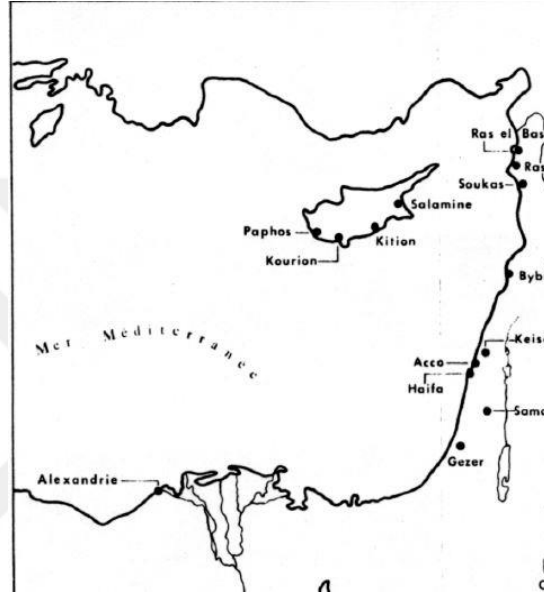 Ras el Bas
Ras
Soukas
Salamine
Paphos
Kition
Kourion
Byb
Mer Méditerranée
Keis
Acco
Haifa
Sama
Gezer
Alexandrie